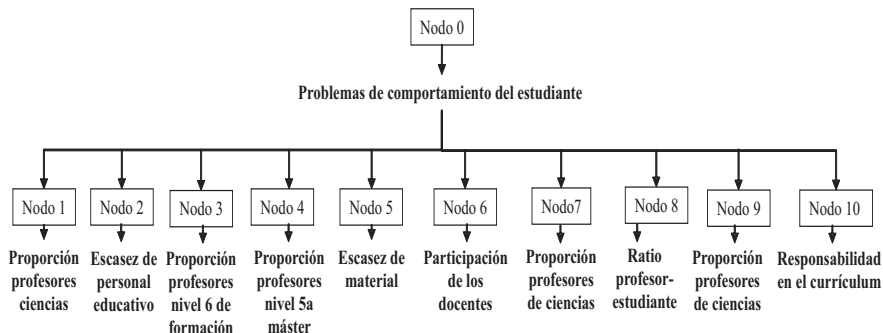 Nodo 0
Problemas de comportamiento del estudiante
Nodo 1
Nodo 2
Nodo 3
Nodo 4
Nodo 5
Nodo 6
Nodo7
Nodo 8
Nodo 9
Nodo 10
Proporción
profesores
ciencias
Escasez de
personal
educativo
Proporción
profesores
nivel 6 de
formación
Proporción
profesores
nivel 5a
máster
Escasez de
material
Participación
de los
docentes
Proporción
profesores
de ciencias
Ratio
profesor-
estudiante
Proporción
profesores
de ciencias
Responsabilidad
en el currículum